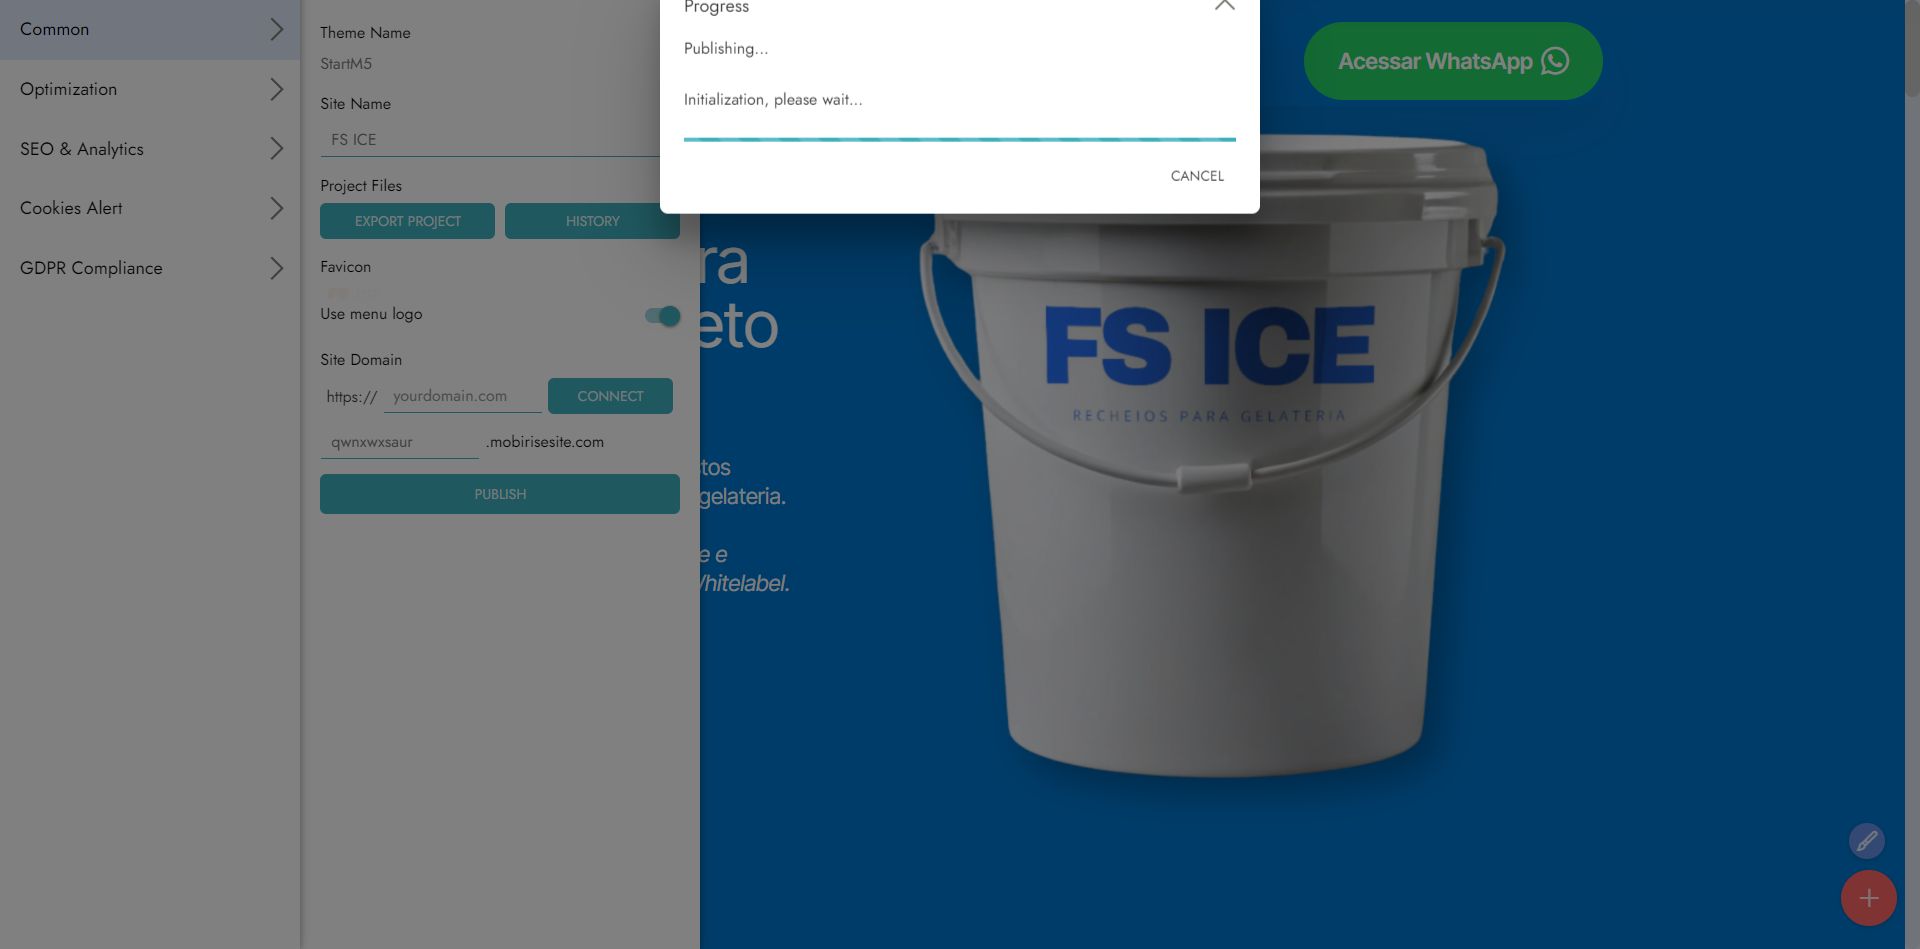 Common
Optimization
SEO & Analytics
Cookies Alert
GDPR Compliance
Theme Name
StartM5
Site Name
FS ICE
Project Files
EXPORT PROJECT
HISTORY
Favicon
Use menu logo
Site Domain
https://
yourdomain.com
CONNECT
qwnxwxsaur
.mobirisesite.com
PUBLISH
Progress
Publishing...
Initialization, please wait...
CANCEL
Acessar WhatsApp
ra
eto
tos
gelateria.
e e
hitelabel.
FS ICE
RECHEIOS PARA GELATERIA